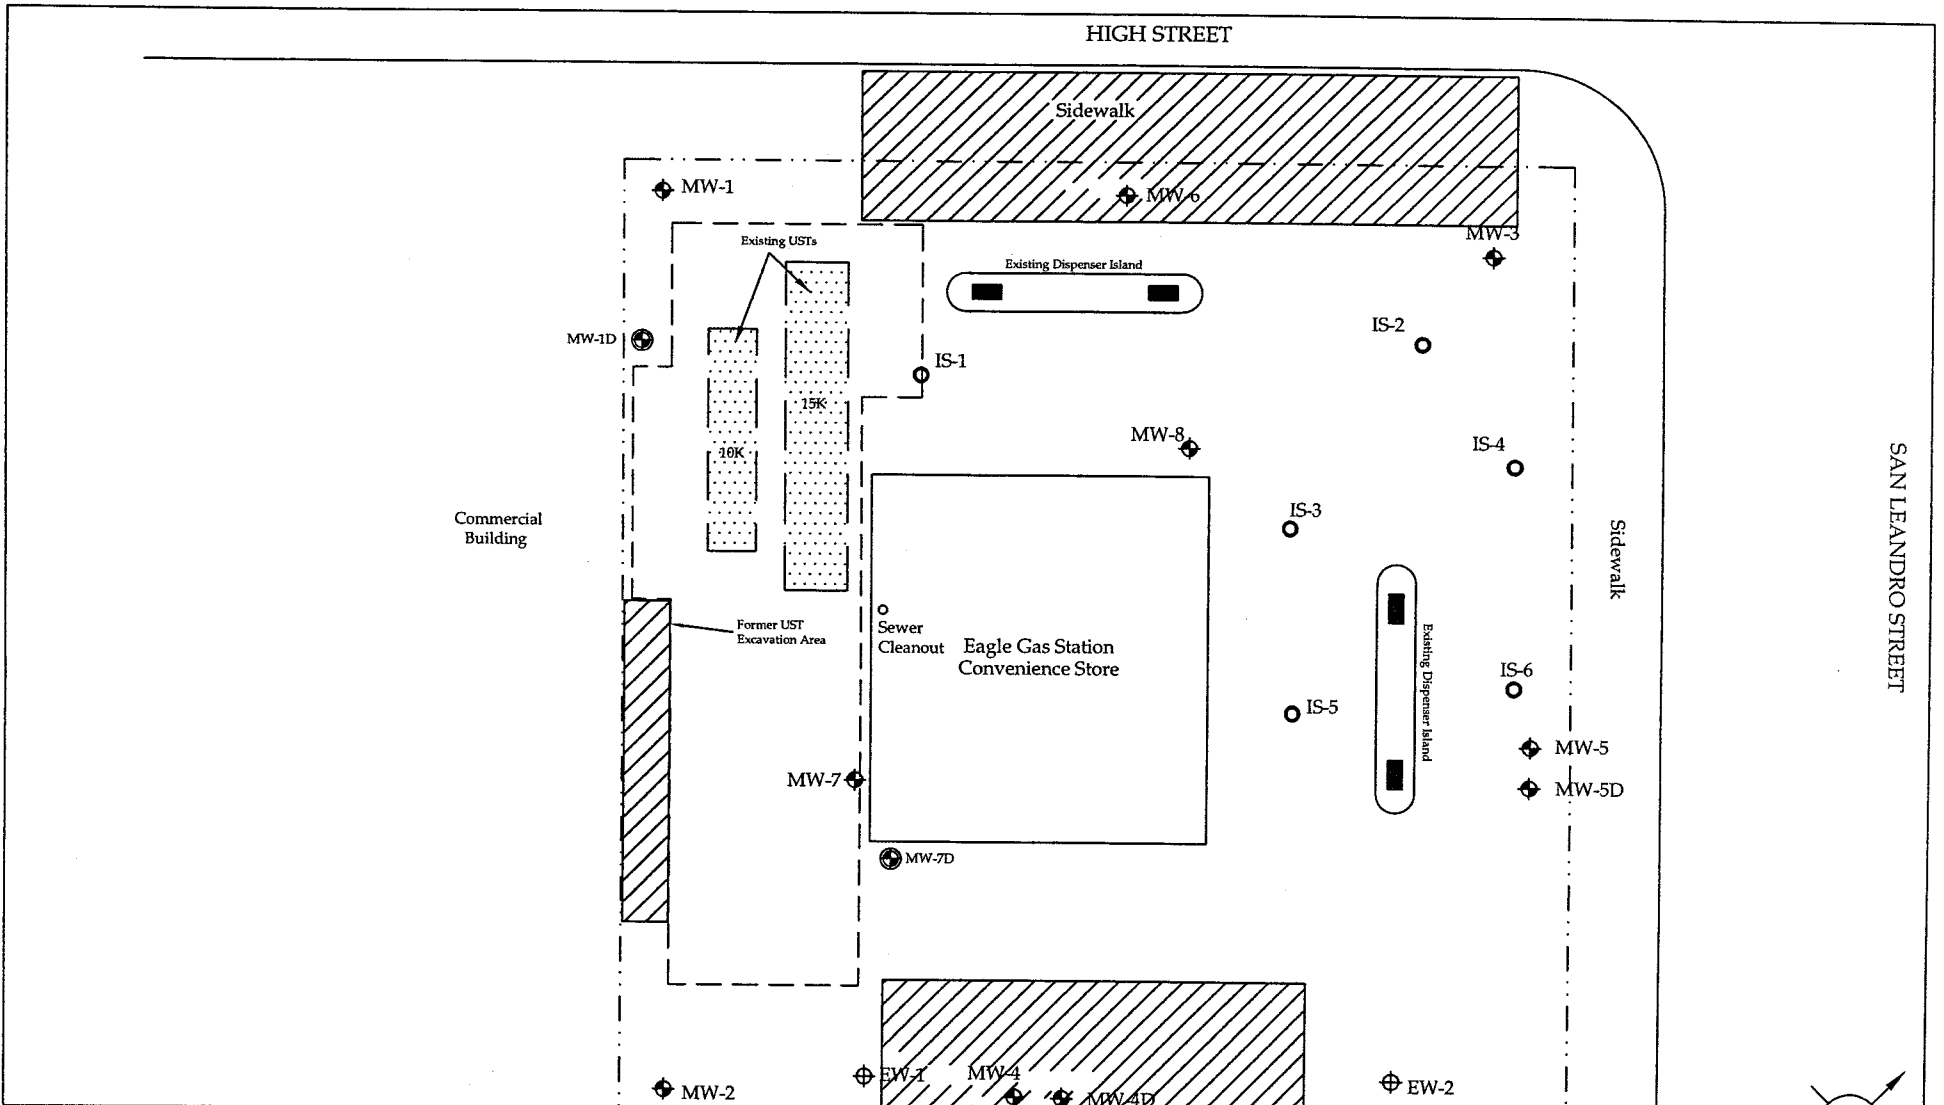 HIGH STREET
Sidewalk
MW-1
MW-6
MW-3
Existing USTs
Existing Dispenser Island
MW-1D
IS-2
IS-1
15K
MW-8
10K
IS-4
Commercial
Building
IS-3
Sidewalk
SAN LEANDRO STREET
Former UST
Excavation Area
Sewer
Cleanout
Eagle Gas Station
Convenience Store
Existing Dispenser Island
IS-6
IS-5
MW-5
MW-7
MW-5D
MW-7D
EW-1
MW-4
MW-2
MW-4D
EW-2